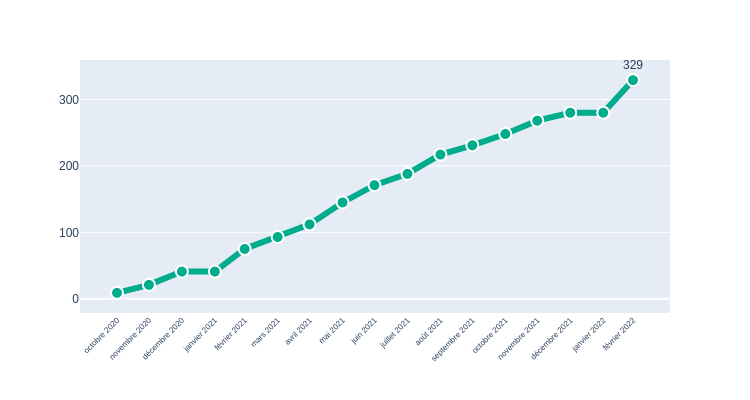 329
300
200
100
0
octobre 2020
novembre 2020
décembre 2020
janvier 2021
février 2021
mars 2021
avril 2021
mai 2021
juin 2021
juillet 2021
août 2021
septembre 2021
octobre 2021
novembre 2021
décembre 2021
janvier 2022
février 2022